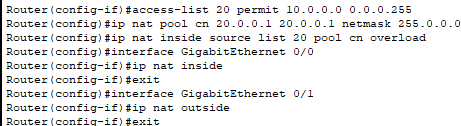 Router(config-if)#access-list 20 permit 10.0.0.0 0.0.0.255
Router(config)#ip nat pool cn 20.0.0.1 20.0.0.1 netmask 255.0.0.0
Router(config)#ip nat inside source list 20 pool cn overload
Router(config)#interface GigabitEthernet 0/0
Router(config-if)#ip nat inside
Router(config-if)#exit
Router(config)#interface GigabitEthernet 0/1
Router(config-if)#ip nat outside
Router(config-if)#exit